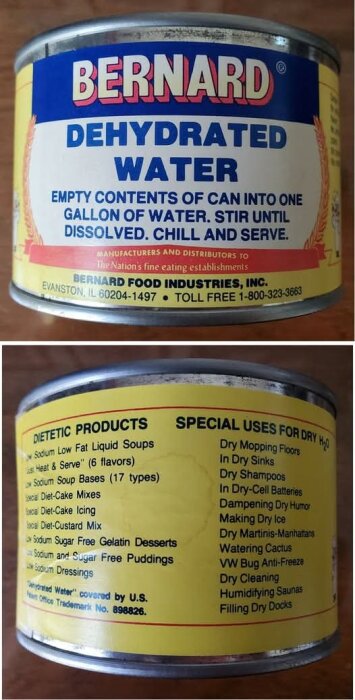 BERNARD®
DEHYDRATED
WATER
EMPTY CONTENTS OF CAN INTO ONE
GALLON OF WATER. STIR UNTIL
DISSOLVED. CHILL AND SERVE.
MANUFACTURERS AND DISTRIBUTORS TO
The Nation's fine eating establishments
BERNARD FOOD INDUSTRIES, INC.
EVANSTON, IL 60204-1497 • TOLL FREE 1-800-323-3663
DIETETIC PRODUCTS
Sodium Low Fat Liquid Soups
Heat & Serve" (6 flavors)
Low Sodium Soup Bases (17 types)
Special Diet-Cake Mixes
Special Diet-Cake Icing
Special Diet-Custard Mix
Low Sodium Sugar Free Gelatin Desserts
Low Sodium and Sugar Free Puddings
Low Sodium Dressings
"Dehydrated Water" covered by U.S.
Patent Office Trademark No. 898826.
SPECIAL USES FOR DRY H₂O
Dry Mopping Floors
In Dry Sinks
Dry Shampoos
In Dry-Cell Batteries
Dampening Dry Humor
Making Dry Ice
Dry Martinis-Manhattans
Watering Cactus
VW Bug Anti-Freeze
Dry Cleaning
Humidifying Saunas
Filling Dry Docks